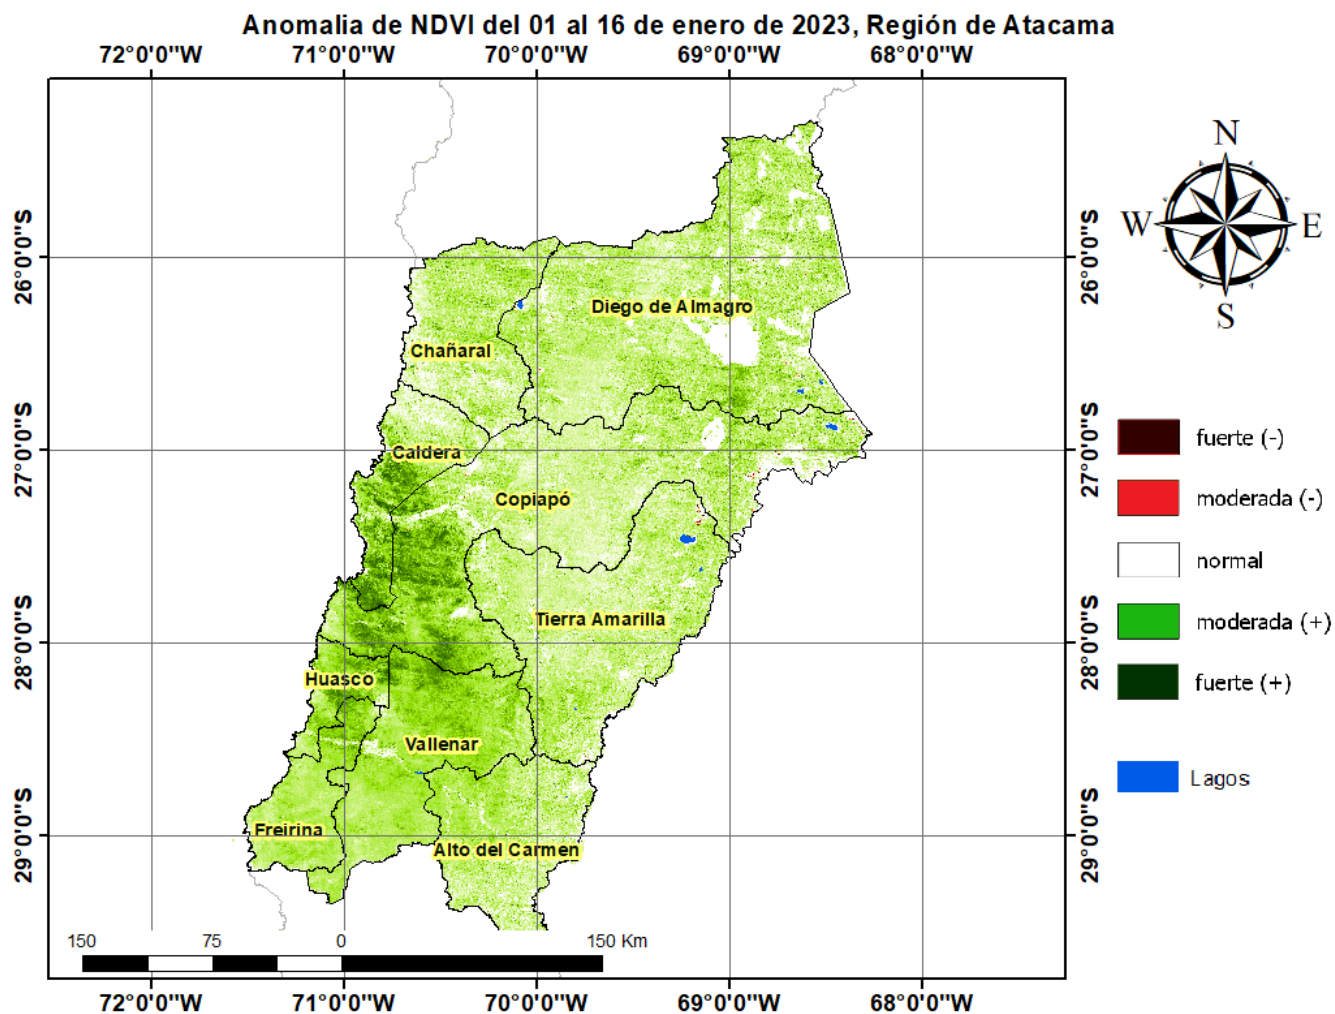 Anomalia de NDVI del 01 al 16 de enero de 2023, Región de Atacama
72°0'0"W 71°0'0"W 70°0'0"W 69°0'0"W 68°0'0"W
N
W E
S
26°0'0"S 26°0'0"S
Diego de Almagro
Chañaral
27°0'0"S 27°0'0"S
Caldera
Copiapó
fuerte (-)
moderada (-)
normal
moderada (+)
fuerte (+)
Lagos
28°0'0"S 28°0'0"S
Tierra Amarilla
Huasco
Vallenar
29°0'0"S 29°0'0"S
Freirina
Alto del Carmen
150 75 0 150 Km
72°0'0"W 71°0'0"W 70°0'0"W 69°0'0"W 68°0'0"W